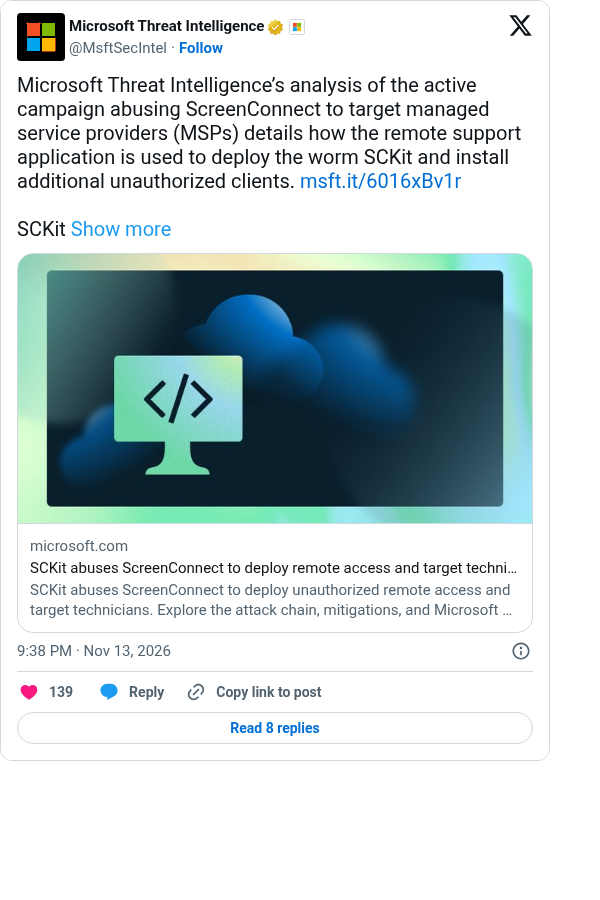 Microsoft Threat Intelligence
@MsftSecIntel · Follow
Microsoft Threat Intelligence’s analysis of the active
campaign abusing ScreenConnect to target managed
service providers (MSPs) details how the remote support
application is used to deploy the worm SCKit and install
additional unauthorized clients. msft.it/6016xBv1r
SCKit Show more
</>
microsoft.com
SCKit abuses ScreenConnect to deploy remote access and target techni...
SCKit abuses ScreenConnect to deploy unauthorized remote access and
target technicians. Explore the attack chain, mitigations, and Microsoft ...
9:38 PM · Nov 13, 2026
139 Reply Copy link to post
Read 8 replies